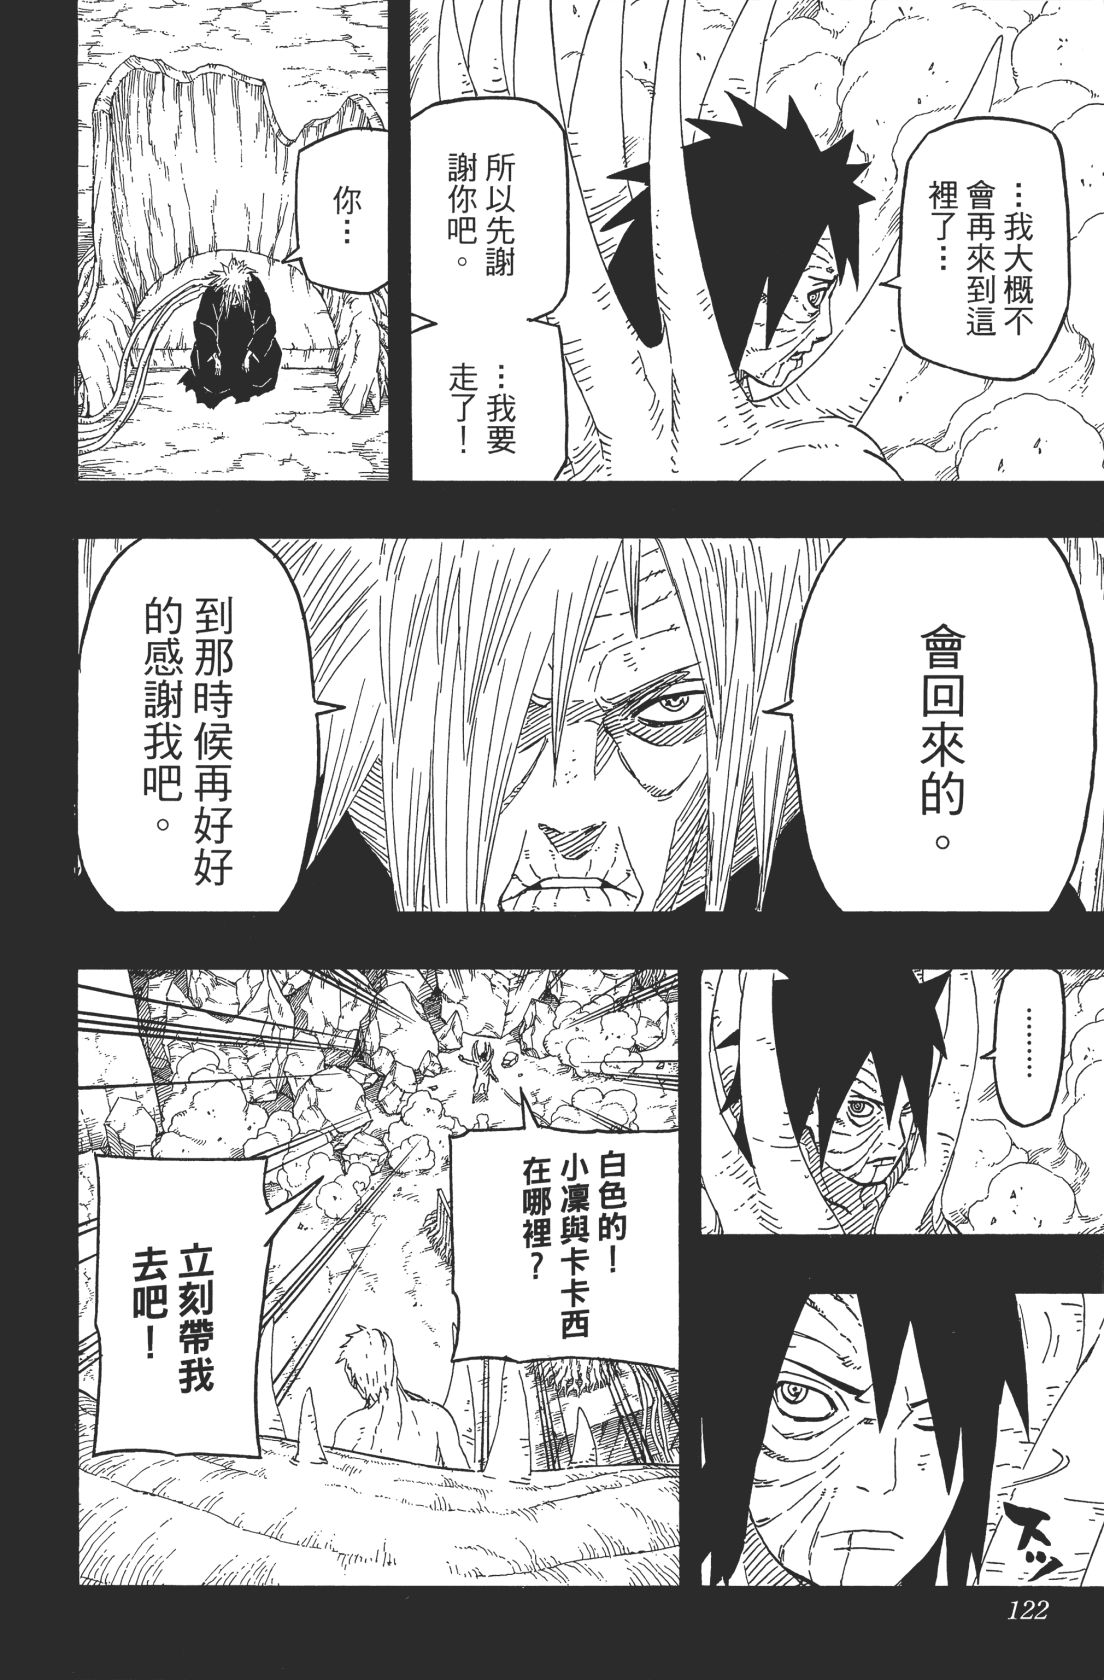 …我大概不
會再來到這
裡了…
所以先謝
謝你吧。
…我要
走了！
你…
會回來的。
到那時候再好好
的感謝我吧。
………
ズッ
白色的！
小凜與卡卡西
在哪裡？
立刻帶我
去吧！
122